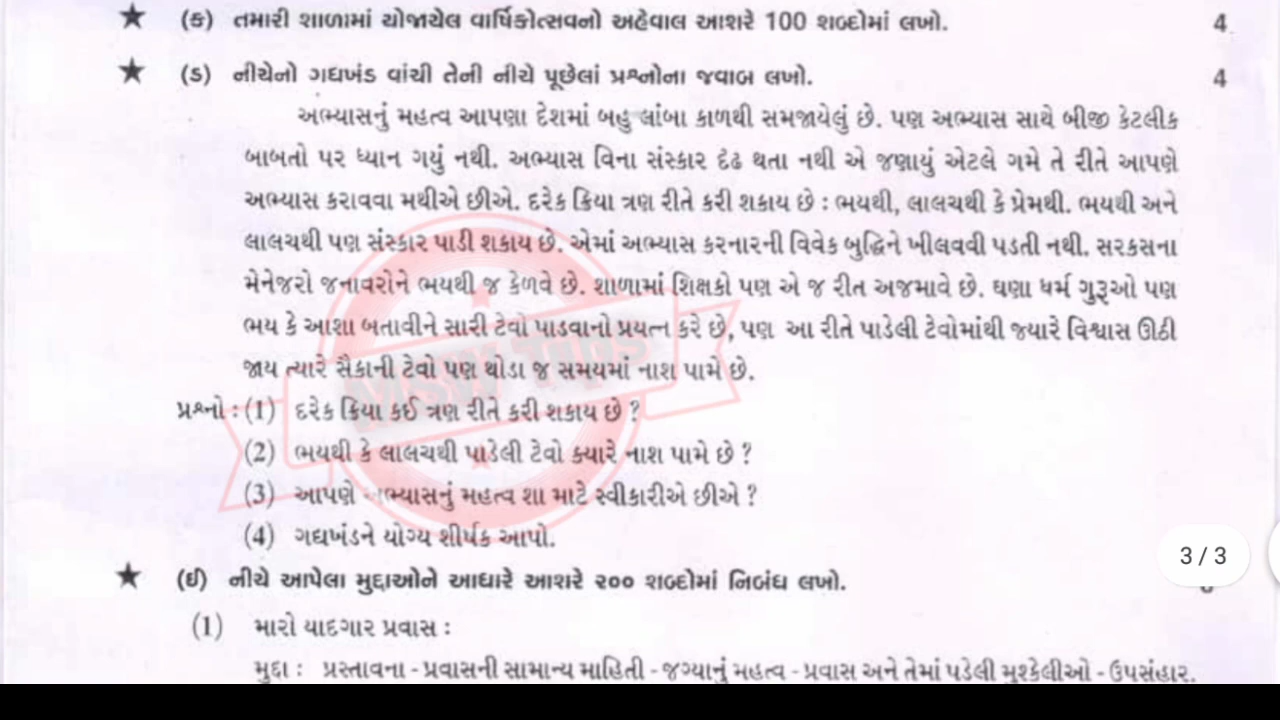 ★ (ક) તમારી શાળામાં યોજાયેલ વાર્ષિકોત્સવનો અહેવાલ આશરે 100 શબ્દોમાં લખો. 4
★ (ડ) નીચેનો ગદ્યખંડ વાંચી તેની નીચે પૂછેલાં પ્રશ્નોના જવાબ લખો. 4
અભ્યાસનું મહત્વ આપણા દેશમાં બહુ લાંબા કાળથી સમજાયેલું છે. પણ અભ્યાસ સાથે બીજી કેટલીક
બાબતો પર ધ્યાન ગયું નથી. અભ્યાસ વિના સંસ્કાર દૃઢ થતા નથી એ જણાયું એટલે ગમે તે રીતે આપણે
અભ્યાસ કરાવવા મથીએ છીએ. દરેક ક્રિયા ત્રણ રીતે કરી શકાય છે : ભયથી, લાલચથી કે પ્રેમથી. ભયથી અને
લાલચથી પણ સંસ્કાર પાડી શકાય છે. એમાં અભ્યાસ કરનારની વિવેક બુદ્ધિને ખીલવવી પડતી નથી. સરકસના
મેનેજરો જનાવરોને ભયથી જ કેળવે છે. શાળામાં શિક્ષકો પણ એ જ રીત અજમાવે છે. ઘણા ધર્મ ગુરૂઓ પણ
ભય કે આશા બતાવીને સારી ટેવો પાડવાનો પ્રયત્ન કરે છે, પણ આ રીતે પાડેલી ટેવોમાંથી જ્યારે વિશ્વાસ ઊઠી
જાય ત્યારે સૈકાની ટેવો પણ થોડા જ સમયમાં નાશ પામે છે.
પ્રશ્નો : (1) દરેક ક્રિયા કઈ ત્રણ રીતે કરી શકાય છે ?
(2) ભયથી કે લાલચથી પાડેલી ટેવો ક્યારે નાશ પામે છે ?
(3) આપણે અભ્યાસનું મહત્વ શા માટે સ્વીકારીએ છીએ ?
(4) ગદ્યખંડને યોગ્ય શીર્ષક આપો.
3 / 3
★ (ઈ) નીચે આપેલા મુદ્દાઓને આધારે આશરે ૨૦૦ શબ્દોમાં નિબંધ લખો.
(1) મારો યાદગાર પ્રવાસ :
મુદ્દા : પ્રસ્તાવના - પ્રવાસની સામાન્ય માહિતી - જગ્યાનું મહત્વ - પ્રવાસ અને તેમાં પડેલી મુશ્કેલીઓ - ઉપસંહાર.